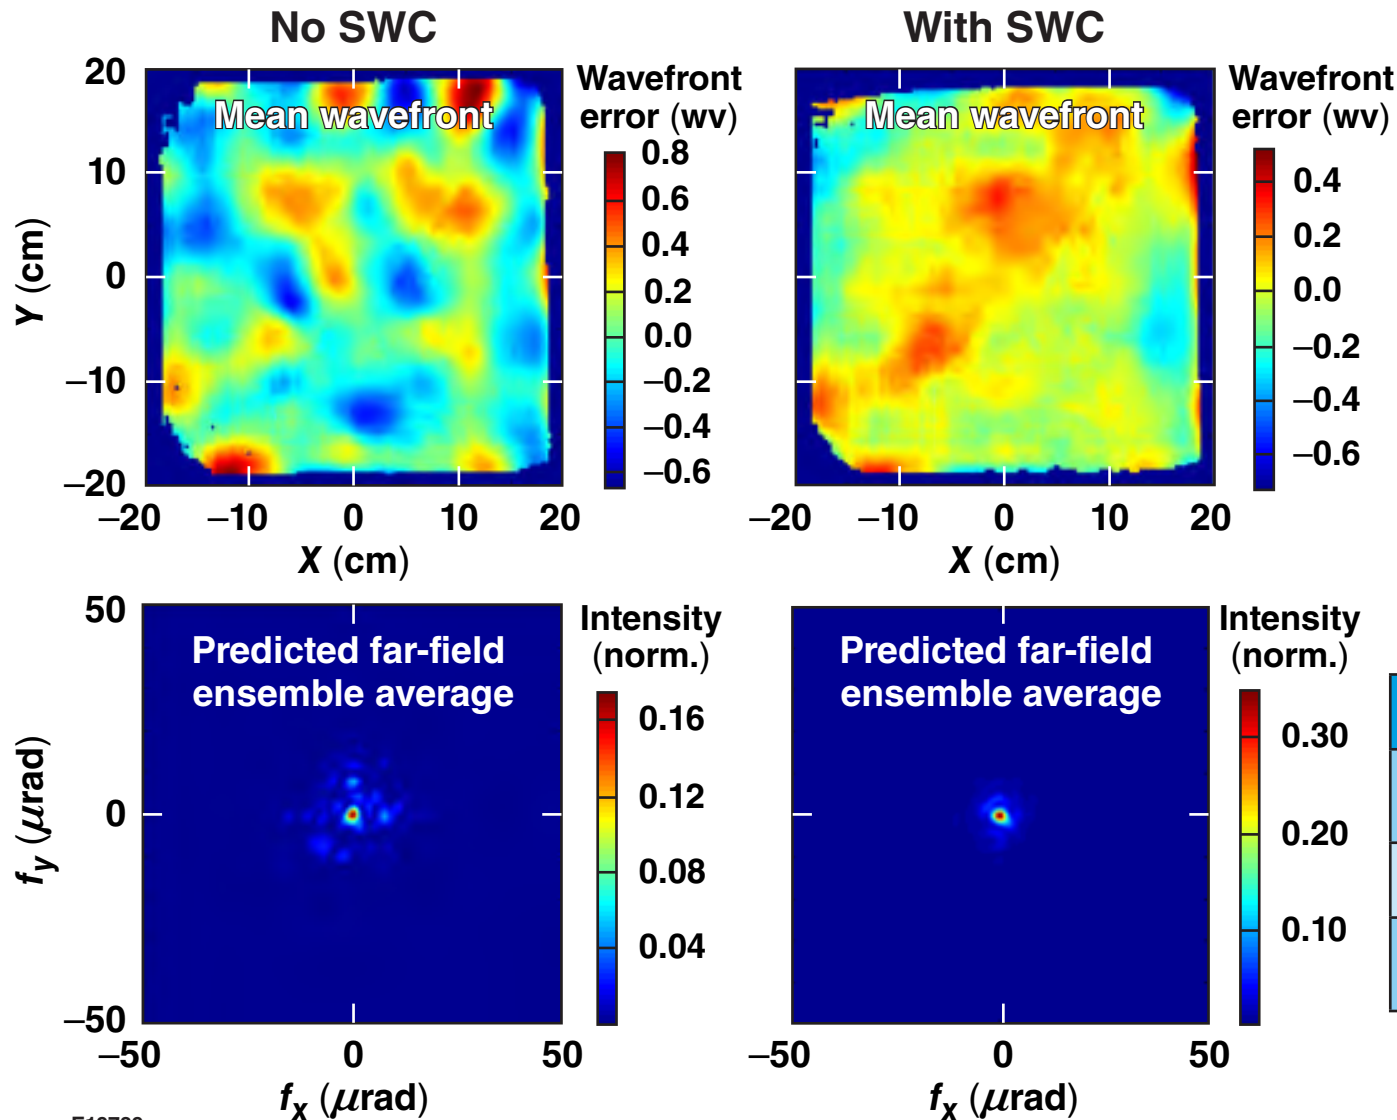 No SWC
With SWC
20
10
0
–10
–20
Y (cm)
Mean wavefront
–20 –10 0 10 20
X (cm)
Wavefront
error (wv)
0.8
0.6
0.4
0.2
0.0
–0.2
–0.4
–0.6
Mean wavefront
–20 –10 0 10 20
X (cm)
Wavefront
error (wv)
0.4
0.2
0.0
–0.2
–0.4
–0.6
50
0
–50
fy (μrad)
Predicted far-field
ensemble average
–50 0 50
fx (μrad)
Intensity
(norm.)
0.16
0.12
0.08
0.04
Predicted far-field
ensemble average
–50 0 50
fx (μrad)
Intensity
(norm.)
0.30
0.20
0.10